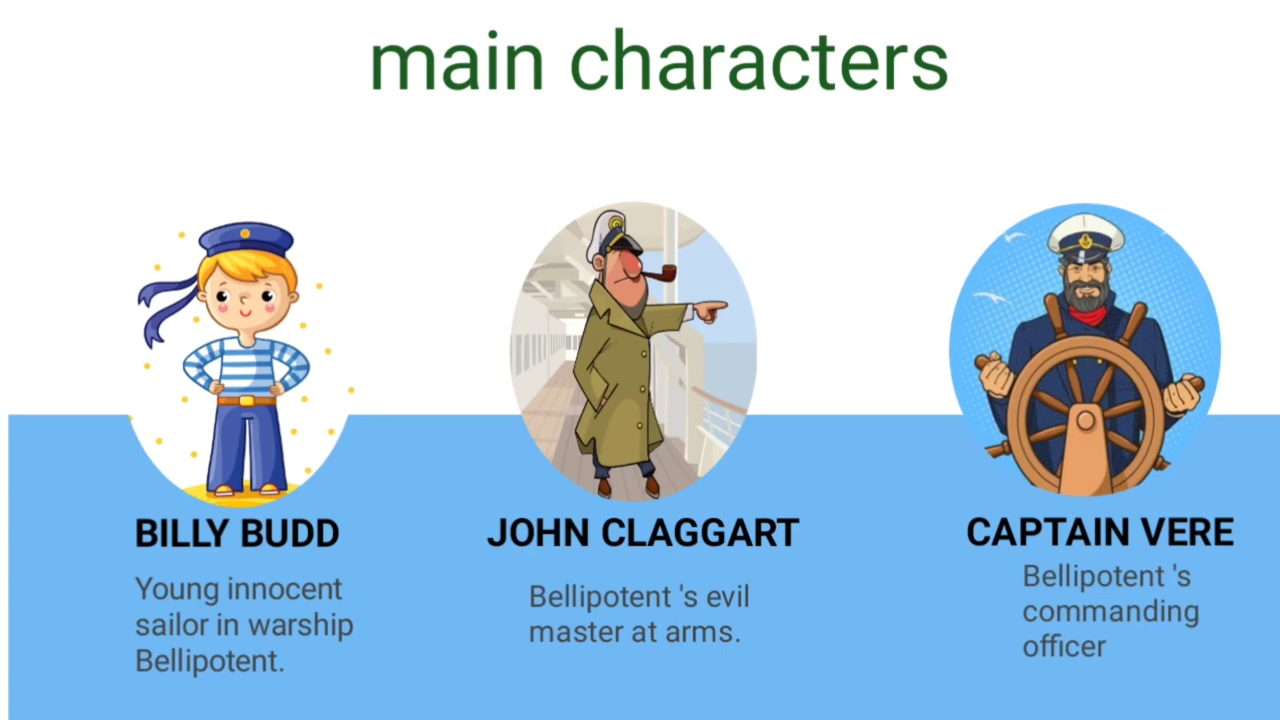 main characters
BILLY BUDD
Young innocent
sailor in warship
Bellipotent.
JOHN CLAGGART
Bellipotent 's evil
master at arms.
CAPTAIN VERE
Bellipotent 's
commanding
officer